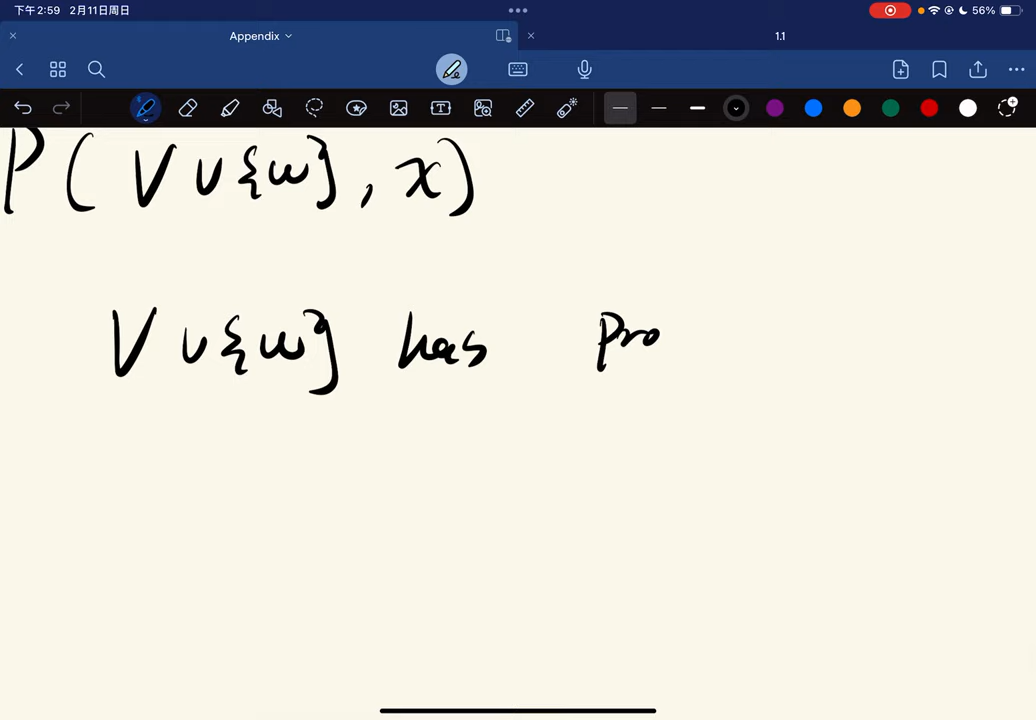 下午2:59 2月11日周日
56%
Appendix
1.1
P( V ∪ {w}, x)
V ∪ {w} has pro